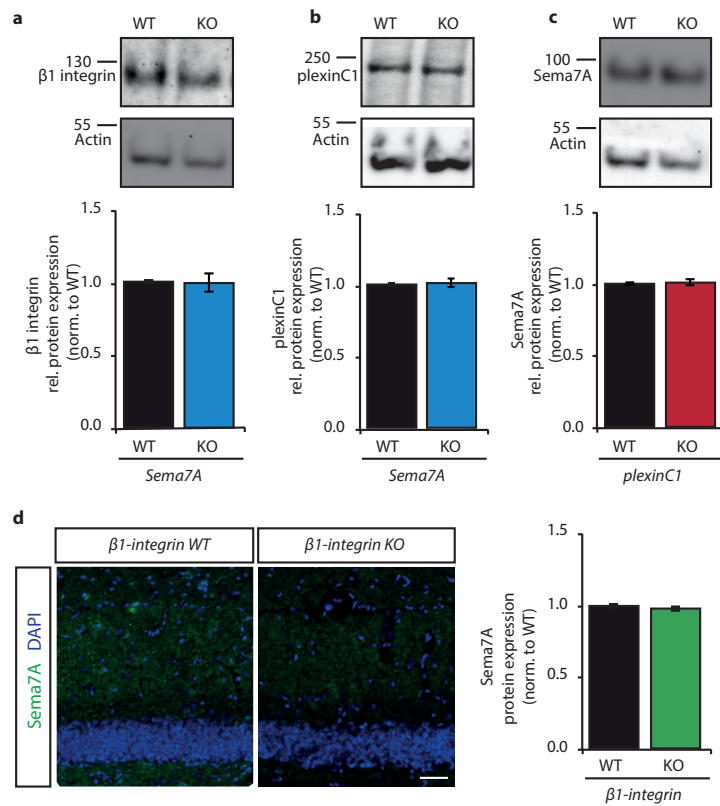 a
WT KO
130
β1 integrin
55
Actin
1.5
1.0
0.5
0.0
β1 integrin
rel. protein expression
(norm. to WT)
WT KO
Sema7A
b
WT KO
250
plexinC1
55
Actin
1.5
1.0
0.5
0.0
plexinC1
rel. protein expression
(norm. to WT)
WT KO
Sema7A
c
WT KO
100
Sema7A
55
Actin
1.5
1.0
0.5
0.0
Sema7A
rel. protein expression
(norm. to WT)
WT KO
plexinC1
d
β1-integrin WT β1-integrin KO
Sema7A DAPI
1.5
1.0
0.5
0.0
Sema7A
protein expression
(norm. to WT)
WT KO
β1-integrin